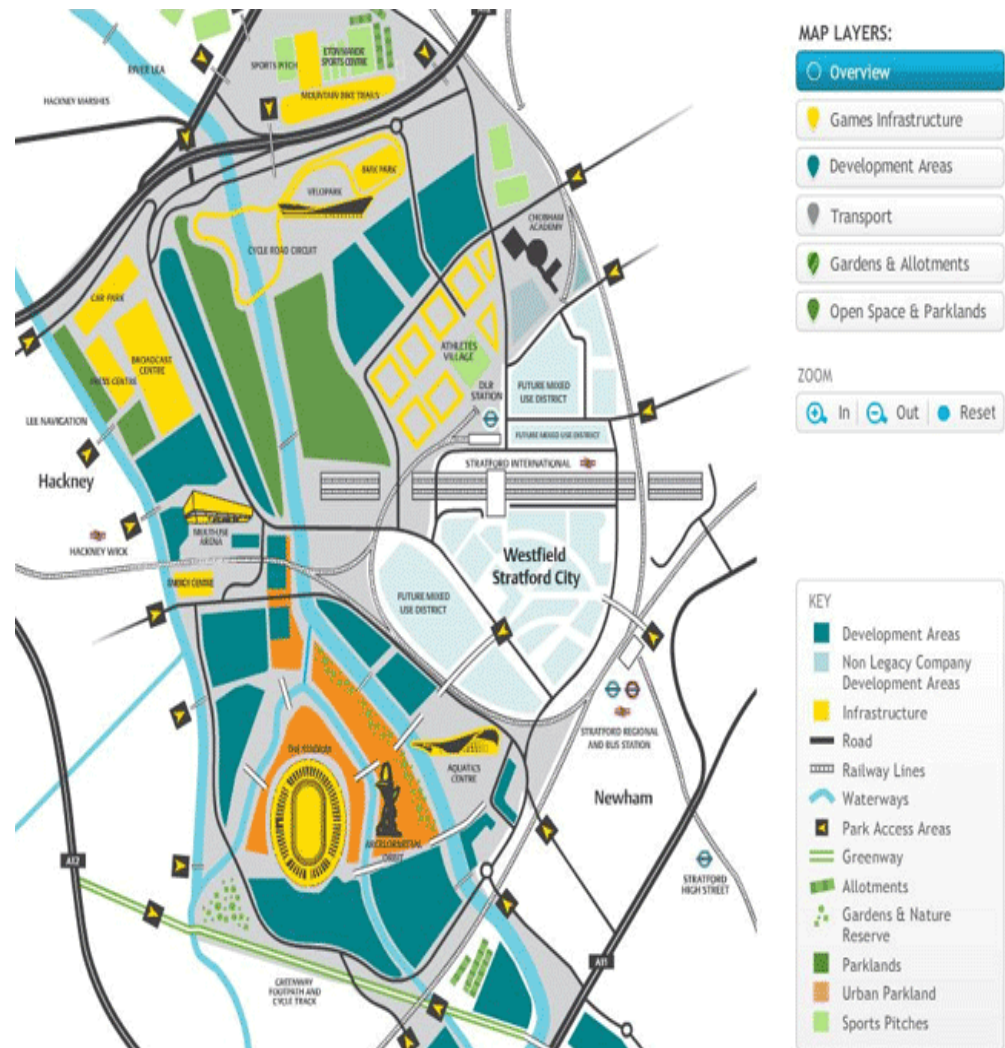 RIVER LEA
HACKNEY MARSHES
SPORTS PITCH
ETON MANOR
SPORTS CENTRE
MOUNTAIN BIKE TRAILS
BMX PARK
VELOPARK
CYCLE ROAD CIRCUIT
CHOBHAM
ACADEMY
CAR PARK
BROADCAST
CENTRE
PRESS CENTRE
ATHLETES
VILLAGE
DLR
STATION
FUTURE MIXED
USE DISTRICT
FUTURE MIXED USE DISTRICT
LEE NAVIGATION
STRATFORD INTERNATIONAL
Hackney
HACKNEY WICK
MULTI-USE
ARENA
ENERGY CENTRE
Westfield
Stratford City
FUTURE MIXED
USE DISTRICT
STRATFORD REGIONAL
AND BUS STATION
AQUATICS
CENTRE
ARCELORMITTAL
ORBIT
Newham
A12
STRATFORD
HIGH STREET
A11
GREENWAY
FOOTPATH AND
CYCLE TRACK
MAP LAYERS:
Overview
Games Infrastructure
Development Areas
Transport
Gardens & Allotments
Open Space & Parklands
ZOOM
In
Out
Reset
KEY
Development Areas
Non Legacy Company
Development Areas
Infrastructure
Road
Railway Lines
Waterways
Park Access Areas
Greenway
Allotments
Gardens & Nature
Reserve
Parklands
Urban Parkland
Sports Pitches